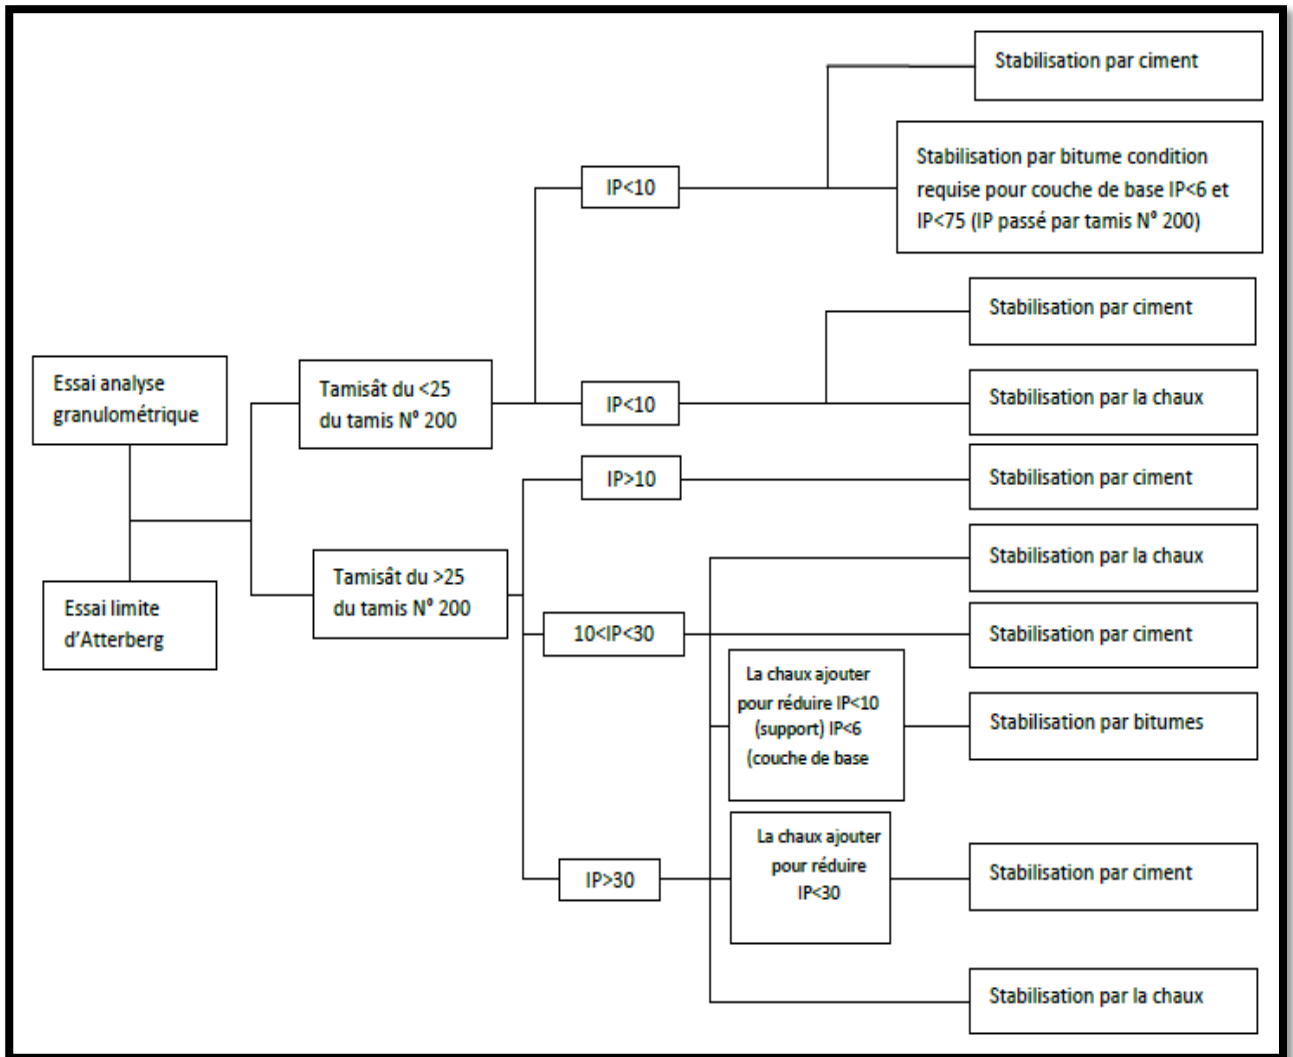 Essai analyse
granulométrique
Essai limite
d'Atterberg
Tamisât du <25
du tamis N° 200
Tamisât du >25
du tamis N° 200
IP<10
IP<10
IP>10
10<IP<30
IP>30
La chaux ajouter
pour réduire IP<10
(support) IP<6
(couche de base
La chaux ajouter
pour réduire
IP<30
Stabilisation par ciment
Stabilisation par bitume condition
requise pour couche de base IP<6 et
IP<75 (IP passé par tamis N° 200)
Stabilisation par ciment
Stabilisation par la chaux
Stabilisation par ciment
Stabilisation par la chaux
Stabilisation par ciment
Stabilisation par bitumes
Stabilisation par ciment
Stabilisation par la chaux